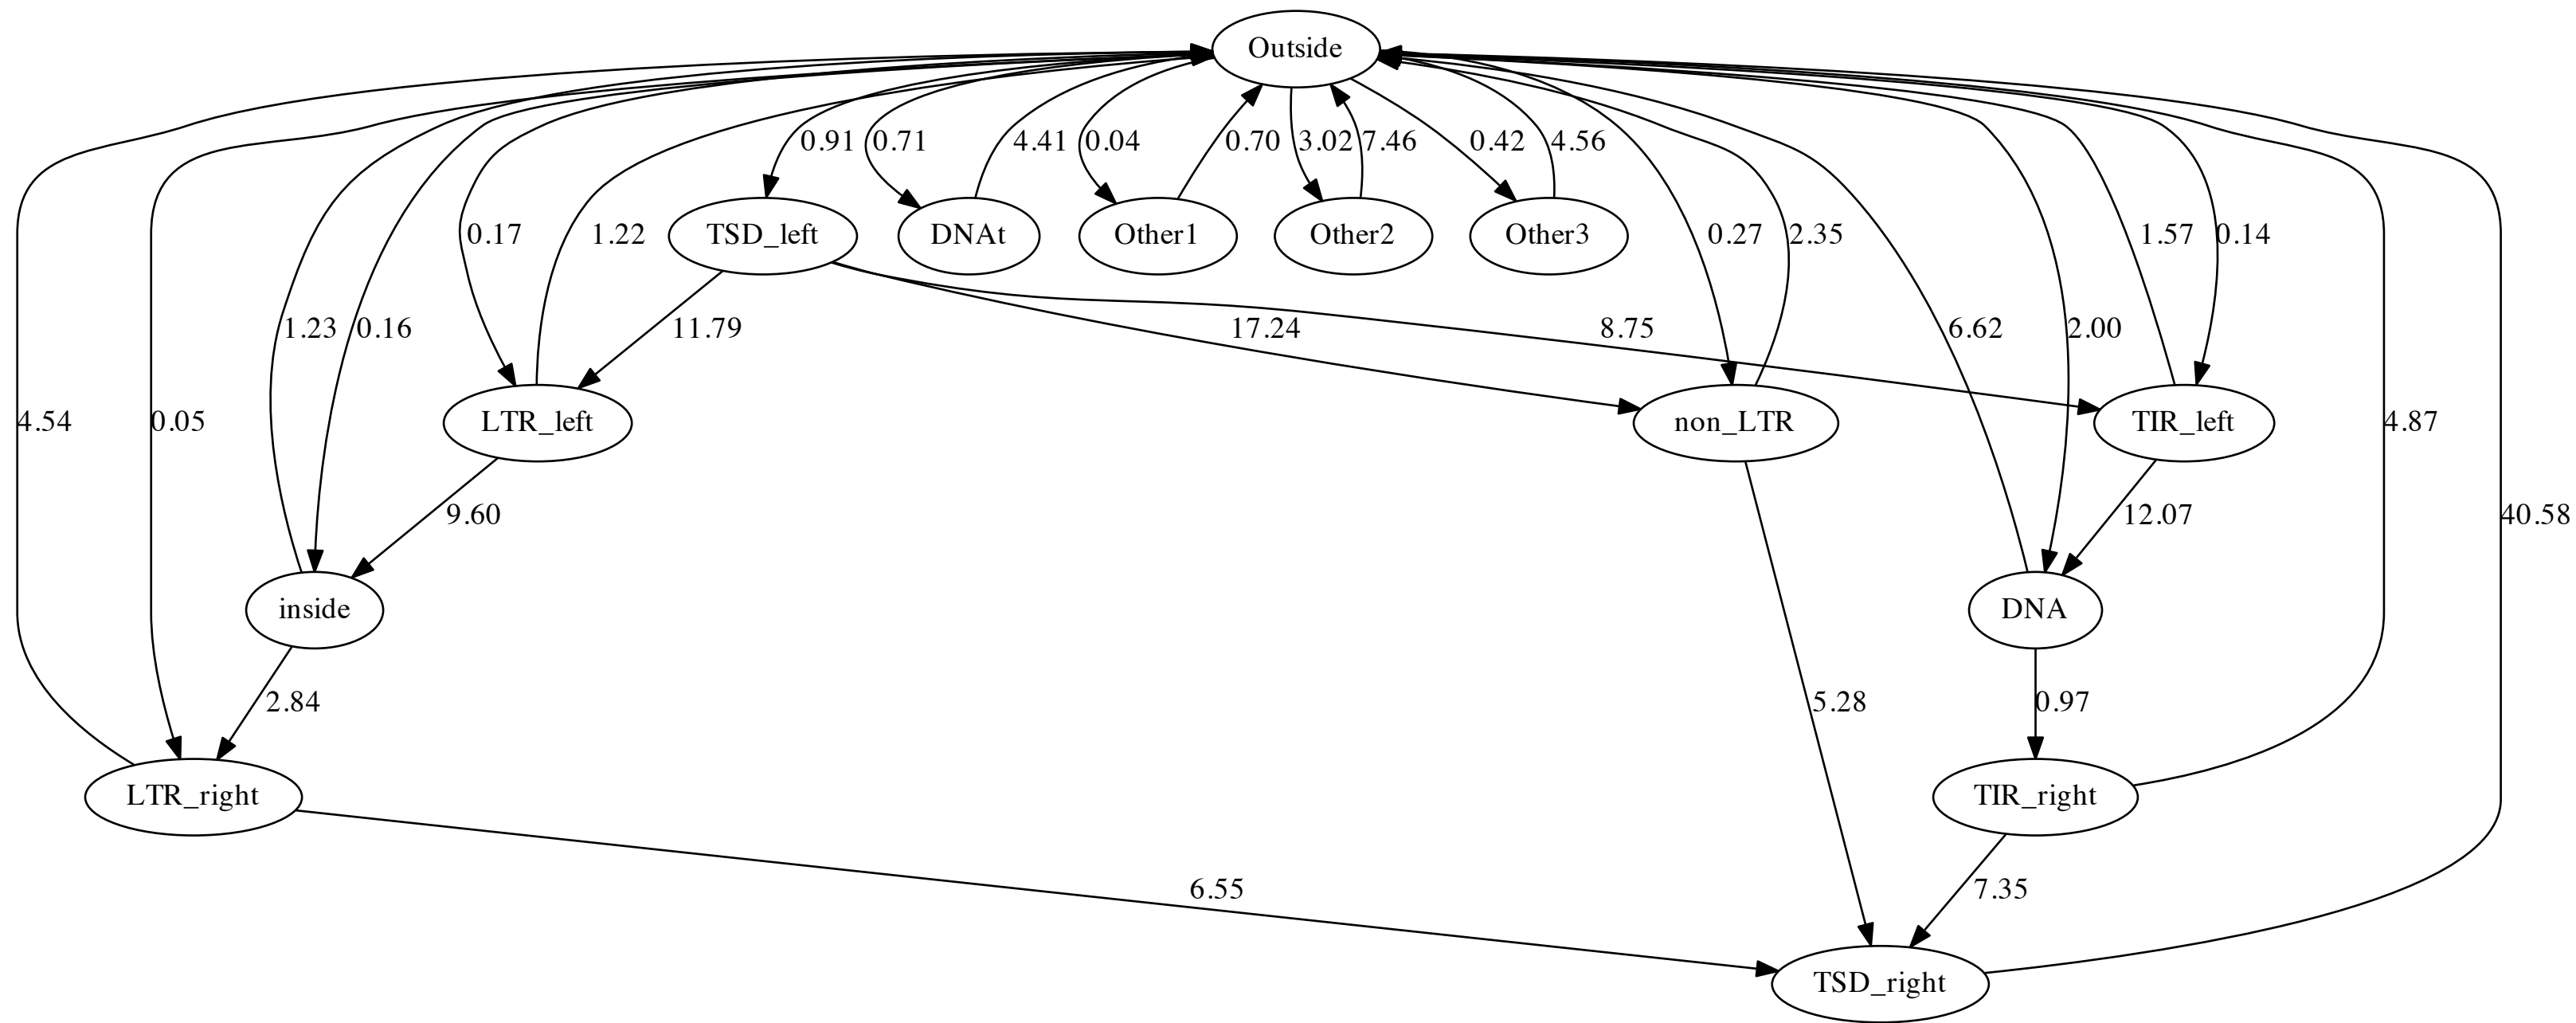 Outside
0.91
0.71
4.41
0.04
0.70
3.02
7.46
0.42
4.56
0.17
1.22
TSD_left
DNAt
Other1
Other2
Other3
0.27
2.35
1.57
0.14
1.23
0.16
11.79
17.24
8.75
6.62
2.00
4.54
0.05
LTR_left
non_LTR
TIR_left
4.87
9.60
12.07
40.58
inside
DNA
2.84
5.28
0.97
LTR_right
TIR_right
6.55
7.35
TSD_right